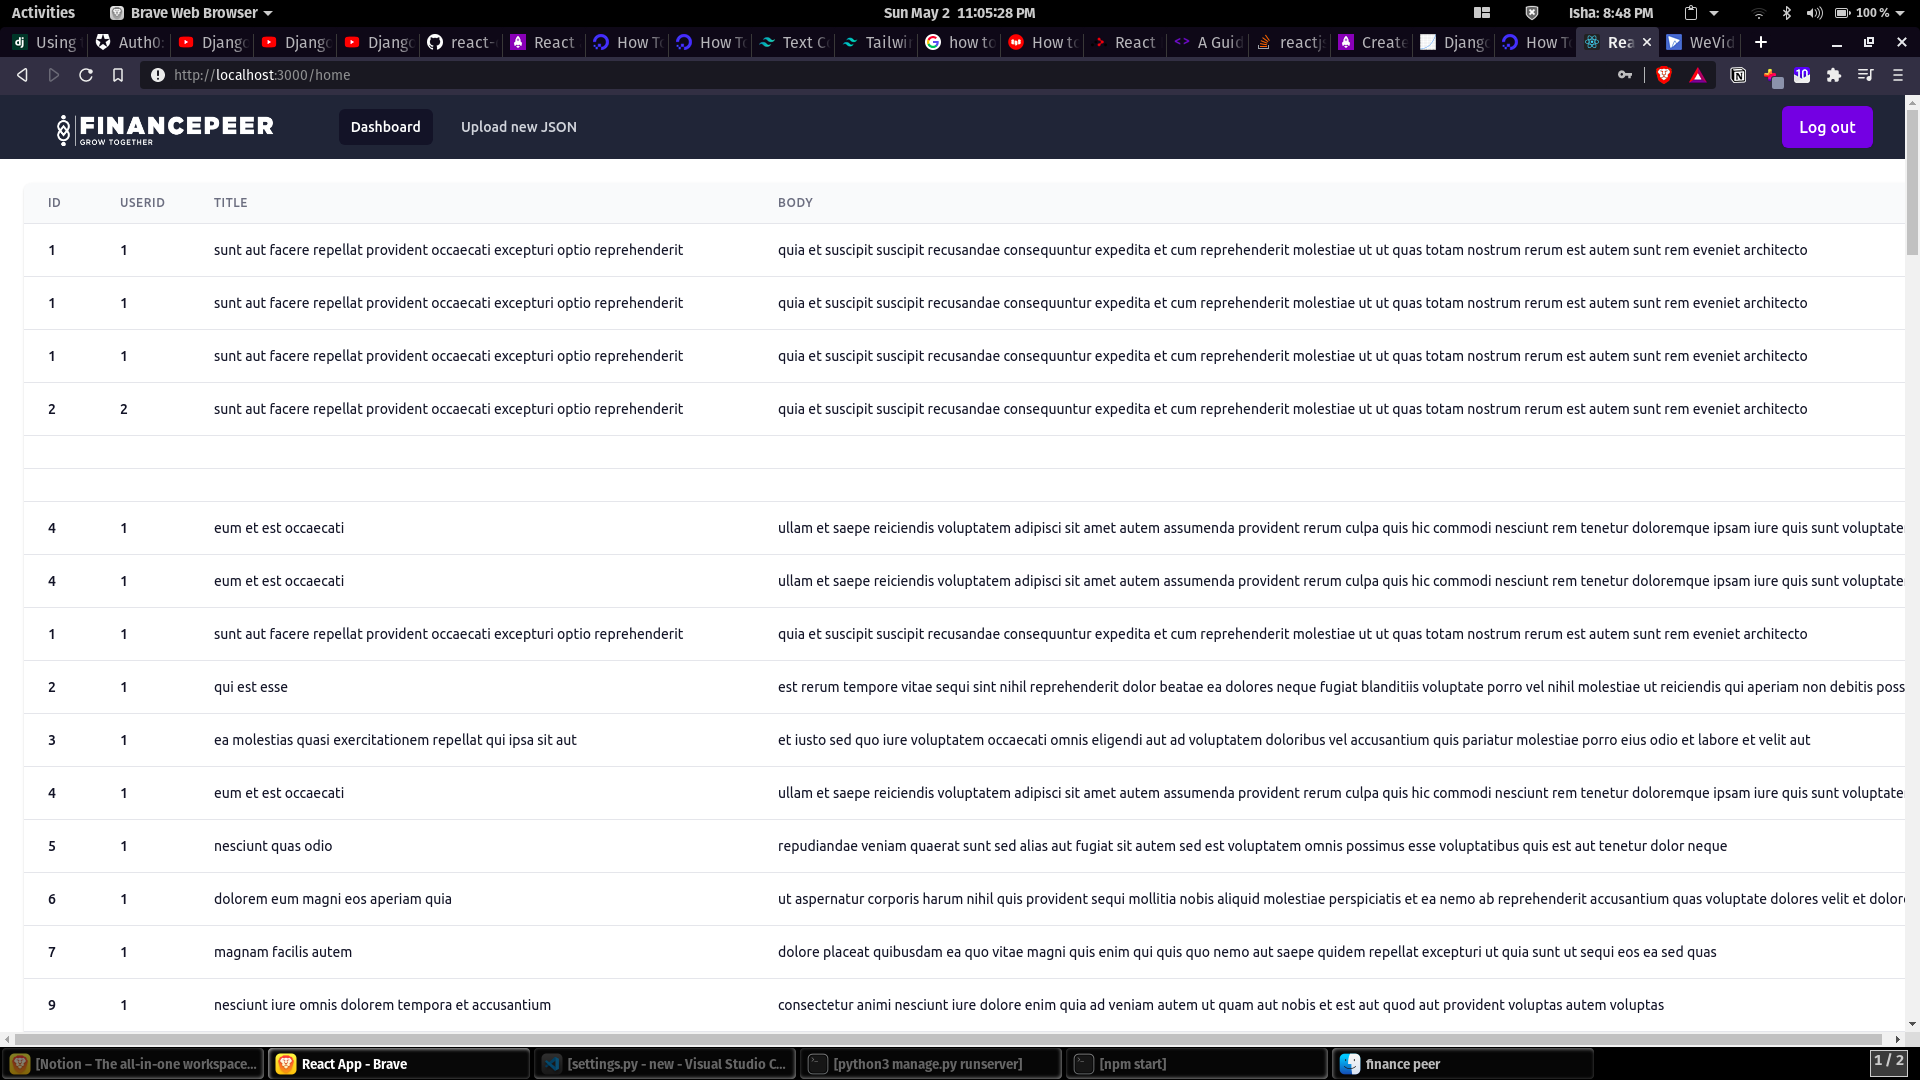 Activities Brave Web Browser Sun May 2 11:05:28 PM Isha: 8:48 PM 100 %
Using Auth0: Djang Djang Djang react- React How To How To Text C Tailwi how to How to React A Guid reactj Create Djang How To Rea WeVid
http://localhost:3000/home 10
FINANCEPEER
GROW TOGETHER
Dashboard Upload new JSON Log out
ID USERID TITLE BODY
1 1 sunt aut facere repellat provident occaecati excepturi optio reprehenderit quia et suscipit suscipit recusandae consequuntur expedita et cum reprehenderit molestiae ut ut quas totam nostrum rerum est autem sunt rem eveniet architecto
1 1 sunt aut facere repellat provident occaecati excepturi optio reprehenderit quia et suscipit suscipit recusandae consequuntur expedita et cum reprehenderit molestiae ut ut quas totam nostrum rerum est autem sunt rem eveniet architecto
1 1 sunt aut facere repellat provident occaecati excepturi optio reprehenderit quia et suscipit suscipit recusandae consequuntur expedita et cum reprehenderit molestiae ut ut quas totam nostrum rerum est autem sunt rem eveniet architecto
2 2 sunt aut facere repellat provident occaecati excepturi optio reprehenderit quia et suscipit suscipit recusandae consequuntur expedita et cum reprehenderit molestiae ut ut quas totam nostrum rerum est autem sunt rem eveniet architecto
4 1 eum et est occaecati ullam et saepe reiciendis voluptatem adipisci sit amet autem assumenda provident rerum culpa quis hic commodi nesciunt rem tenetur doloremque ipsam iure quis sunt voluptate
4 1 eum et est occaecati ullam et saepe reiciendis voluptatem adipisci sit amet autem assumenda provident rerum culpa quis hic commodi nesciunt rem tenetur doloremque ipsam iure quis sunt voluptate
1 1 sunt aut facere repellat provident occaecati excepturi optio reprehenderit quia et suscipit suscipit recusandae consequuntur expedita et cum reprehenderit molestiae ut ut quas totam nostrum rerum est autem sunt rem eveniet architecto
2 1 qui est esse est rerum tempore vitae sequi sint nihil reprehenderit dolor beatae ea dolores neque fugiat blanditiis voluptate porro vel nihil molestiae ut reiciendis qui aperiam non debitis poss
3 1 ea molestias quasi exercitationem repellat qui ipsa sit aut et iusto sed quo iure voluptatem occaecati omnis eligendi aut ad voluptatem doloribus vel accusantium quis pariatur molestiae porro eius odio et labore et velit aut
4 1 eum et est occaecati ullam et saepe reiciendis voluptatem adipisci sit amet autem assumenda provident rerum culpa quis hic commodi nesciunt rem tenetur doloremque ipsam iure quis sunt voluptate
5 1 nesciunt quas odio repudiandae veniam quaerat sunt sed alias aut fugiat sit autem sed est voluptatem omnis possimus esse voluptatibus quis est aut tenetur dolor neque
6 1 dolorem eum magni eos aperiam quia ut aspernatur corporis harum nihil quis provident sequi mollitia nobis aliquid molestiae perspiciatis et ea nemo ab reprehenderit accusantium quas voluptate dolores velit et dolor
7 1 magnam facilis autem dolore placeat quibusdam ea quo vitae magni quis enim qui quis quo nemo aut saepe quidem repellat excepturi ut quia sunt ut sequi eos ea sed quas
9 1 nesciunt iure omnis dolorem tempora et accusantium consectetur animi nesciunt iure dolore enim quia ad veniam autem ut quam aut nobis et est aut quod aut provident voluptas autem voluptas
[Notion – The all-in-one workspace... React App - Brave [settings.py - new - Visual Studio C... [python3 manage.py runserver] [npm start] finance peer 1 / 2